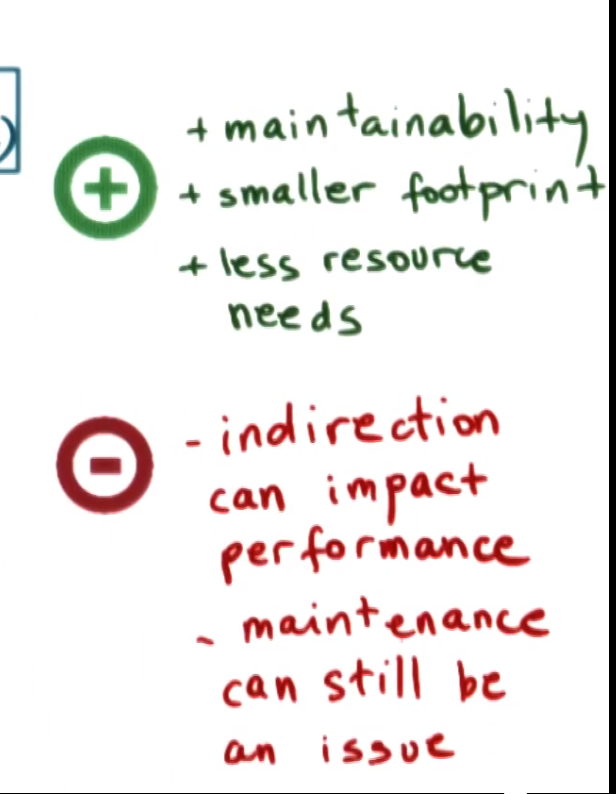 )
+ maintainability
+ smaller footprint
+ less resource
needs
- indirection
can impact
performance
- maintenance
can still be
an issue